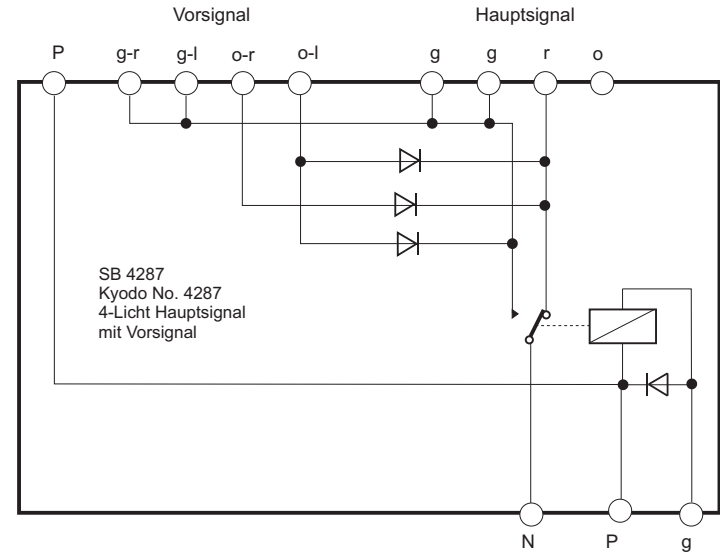 Vorsignal Hauptsignal
P g-r g-l o-r o-l g g r o
SB 4287
Kyodo No. 4287
4-Licht Hauptsignal
mit Vorsignal
N P g